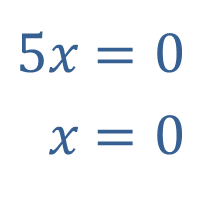 5x = 0
x = 0